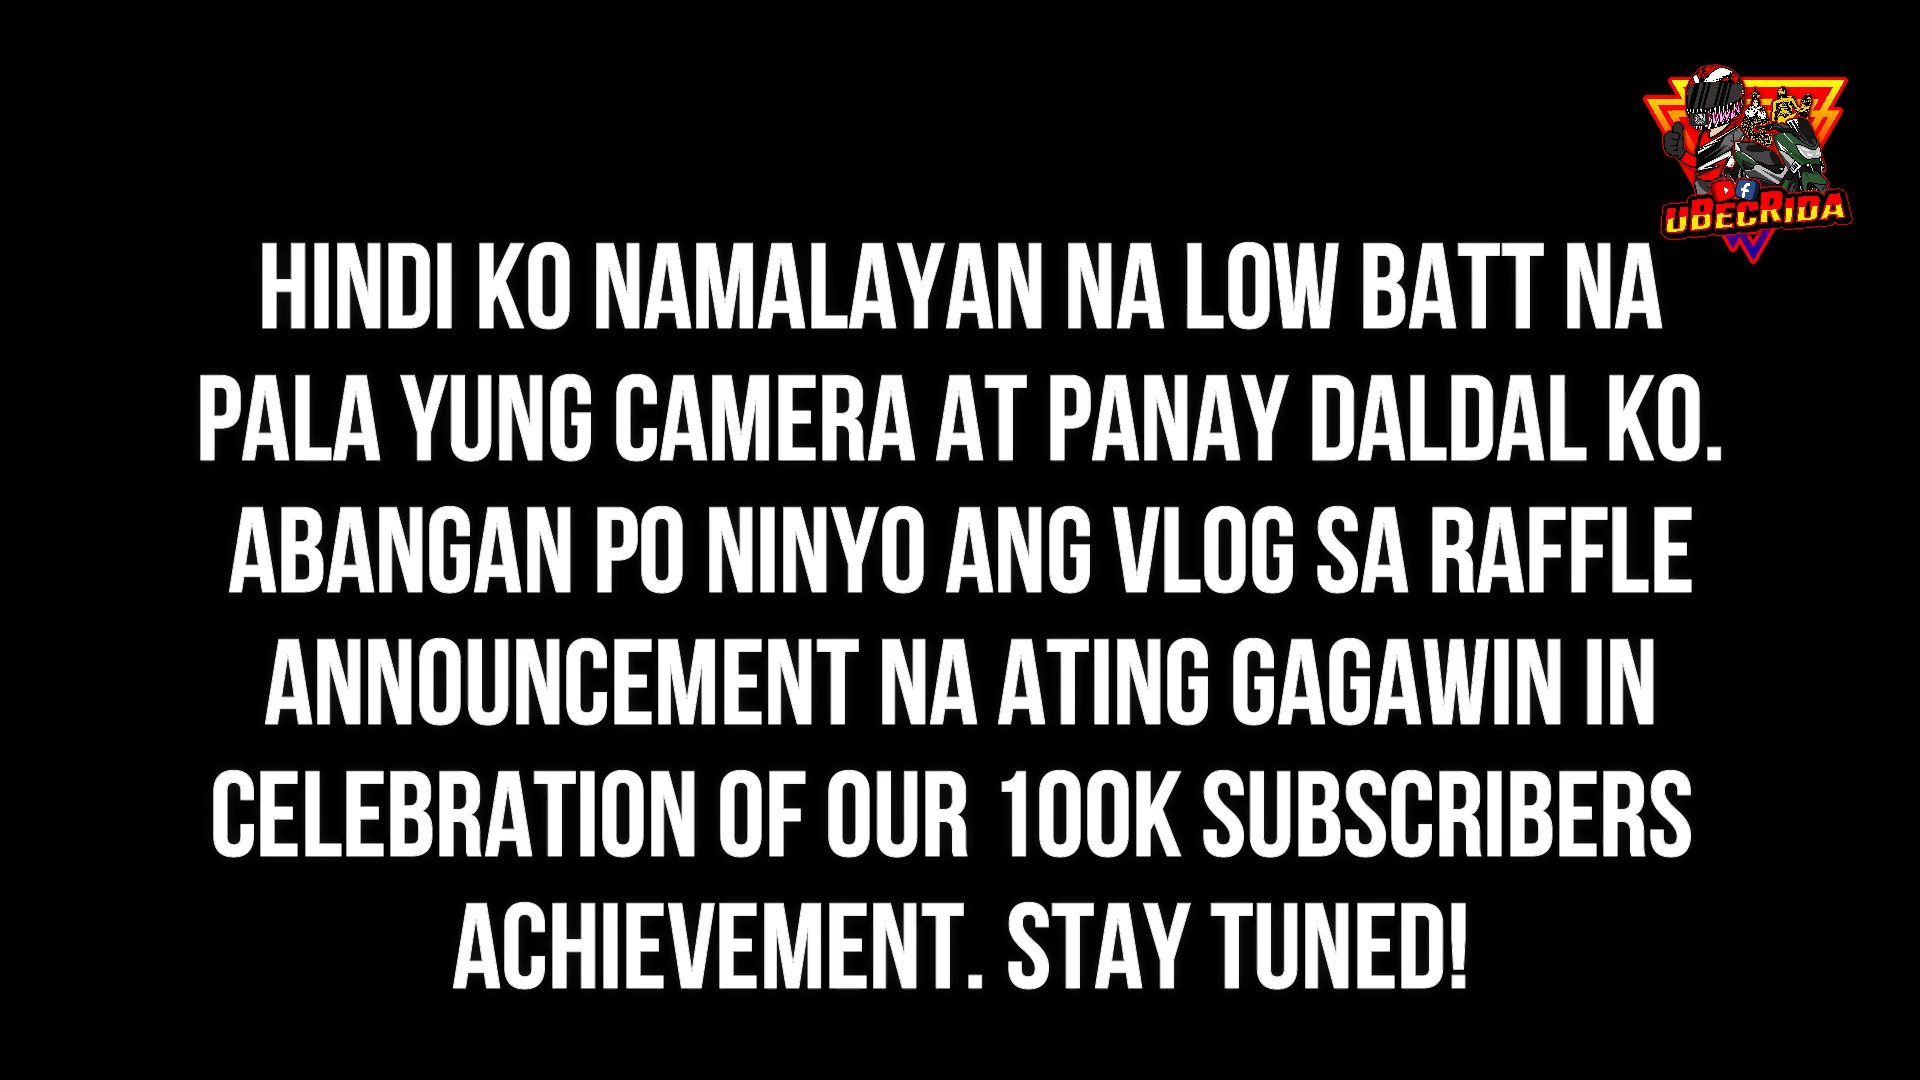 UBECRIDA
HINDI KO NAMALAYAN NA LOW BATT NA
PALA YUNG CAMERA AT PANAY DALDAL KO.
ABANGAN PO NINYO ANG VLOG SA RAFFLE
ANNOUNCEMENT NA ATING GAGAWIN IN
CELEBRATION OF OUR 100K SUBSCRIBERS
ACHIEVEMENT. STAY TUNED!